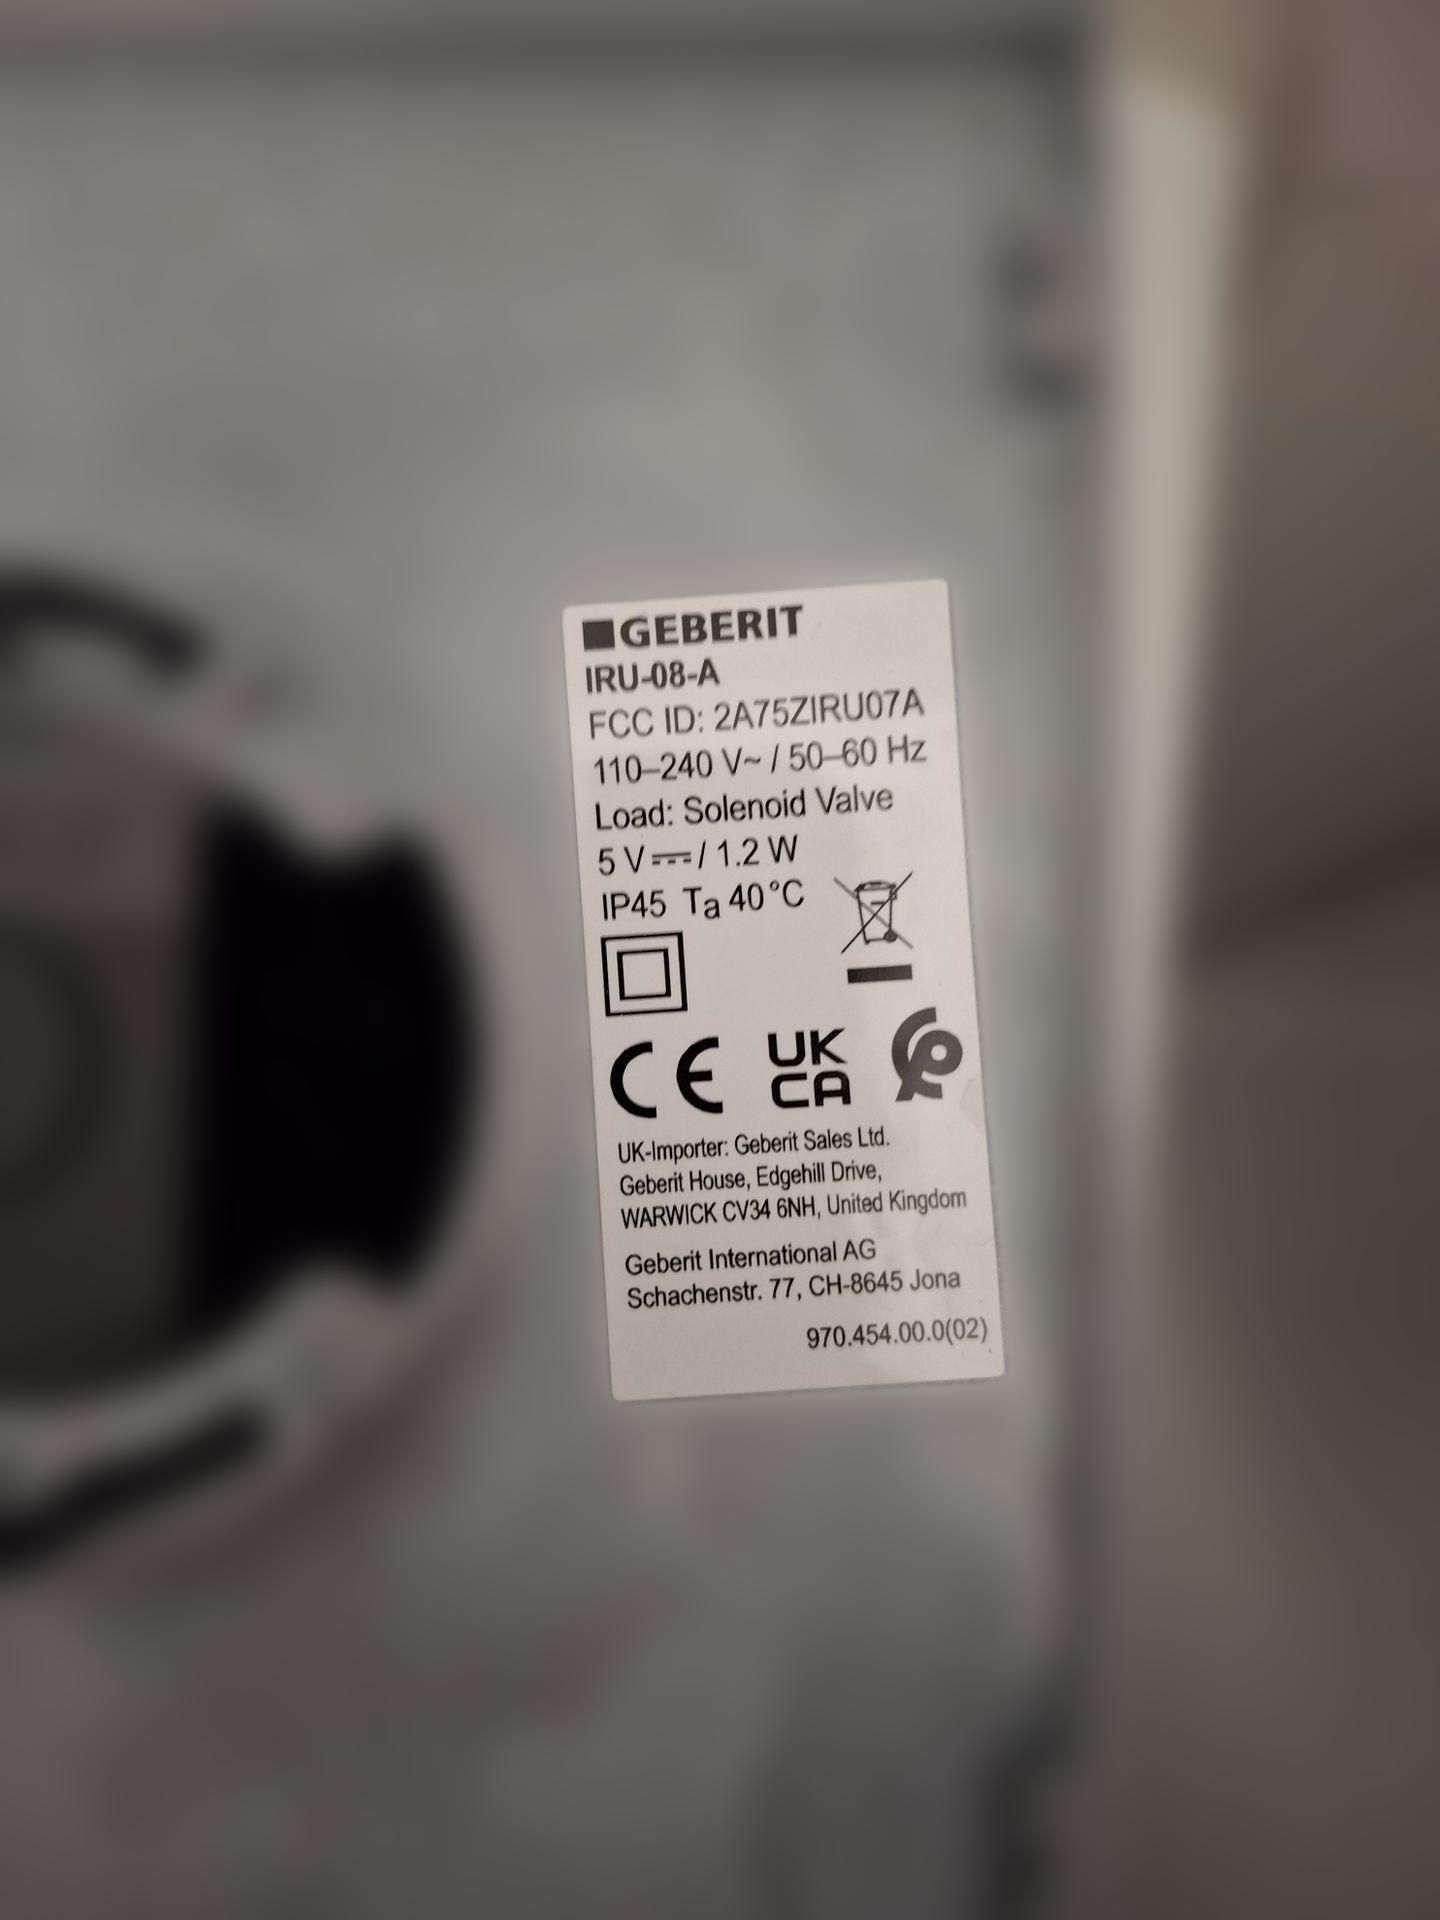 GEBERIT
IRU-08-A
FCC ID: 2A75ZIRU07A
110–240 V~ / 50–60 Hz
Load: Solenoid Valve
5 V⎓/ 1.2 W
IP45 Ta 40°C
CE UK
CA
UK-Importer: Geberit Sales Ltd.
Geberit House, Edgehill Drive,
WARWICK CV34 6NH, United Kingdom
Geberit International AG
Schachenstr. 77, CH-8645 Jona
970.454.00.0(02)